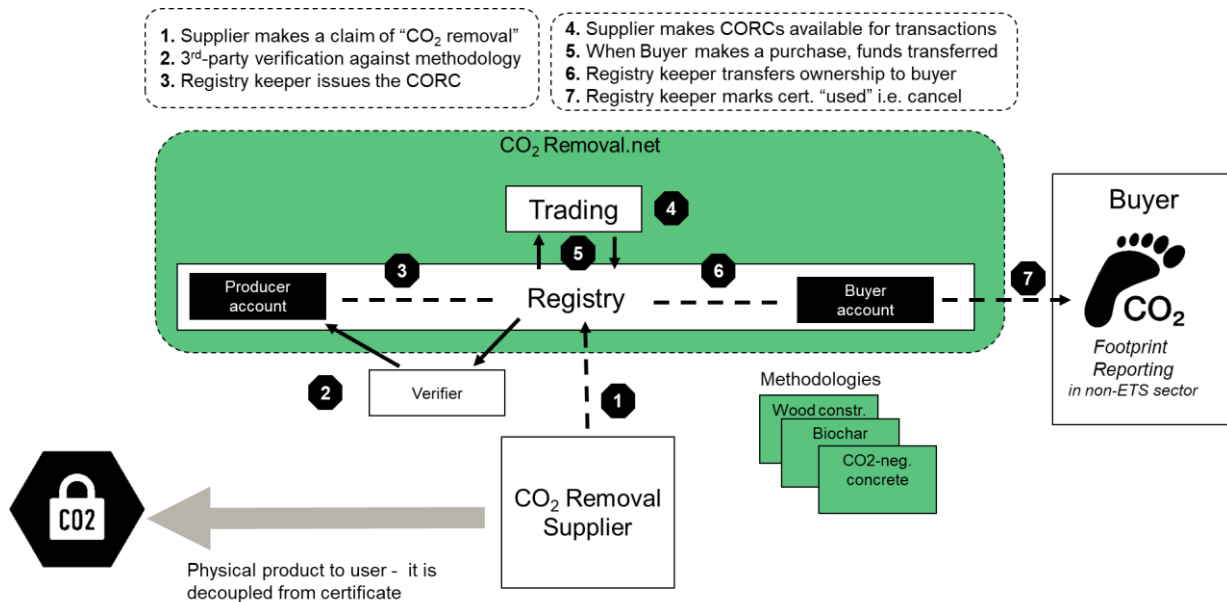 1. Supplier makes a claim of “CO₂ removal”
2. 3ʳᵈ-party verification against methodology
3. Registry keeper issues the CORC
4. Supplier makes CORCs available for transactions
5. When Buyer makes a purchase, funds transferred
6. Registry keeper transfers ownership to buyer
7. Registry keeper marks cert. “used” i.e. cancel
CO₂ Removal.net
Trading
4
5
3
6
Producer
account
Registry
Buyer
account
7
Buyer
CO₂
Footprint
Reporting
in non-ETS sector
2
Verifier
1
Methodologies
Wood constr.
Biochar
CO2-neg.
concrete
CO₂ Removal
Supplier
CO2
Physical product to user - it is
decoupled from certificate